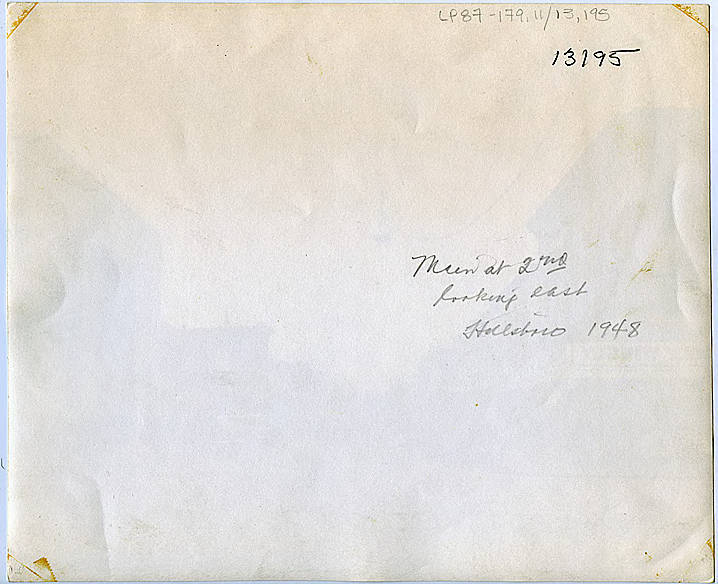 LP87-179.11/13,195
13195
Main at 2nd
looking east
Hillsboro 1948